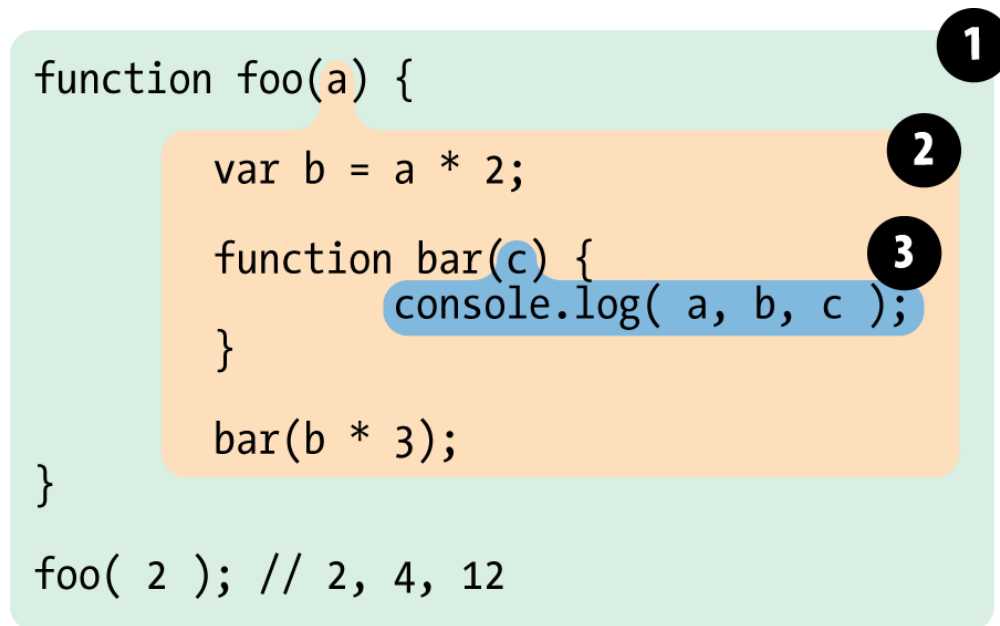 1
function foo(a) {
2
var b = a * 2;
function bar(c) {
3
console.log( a, b, c );
}
bar(b * 3);
}
foo( 2 ); // 2, 4, 12